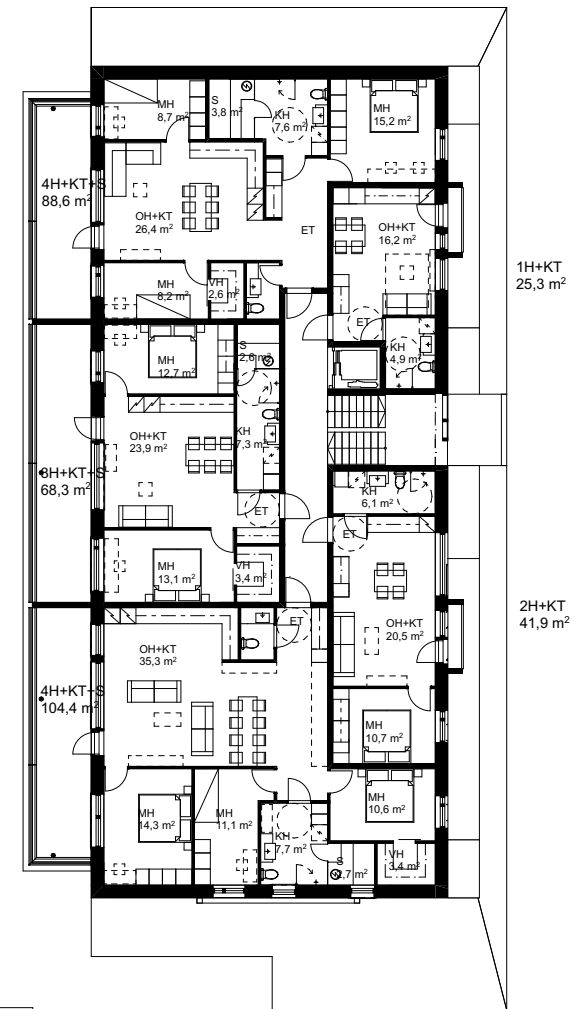 MH
8,7 m²
S
3,8 m²
KH
7,6 m²
MH
15,2 m²
4H+KT+S
88,6 m²
OH+KT
26,4 m²
ET
OH+KT
16,2 m²
1H+KT
25,3 m²
MH
8,2 m²
VH
2,6 m²
ET
KH
4,9 m²
MH
12,7 m²
S
2,6 m²
OH+KT
23,9 m²
KH
7,3 m²
3H+KT+S
68,3 m²
ET
KH
6,1 m²
ET
MH
13,1 m²
VH
3,4 m²
2H+KT
41,9 m²
OH+KT
20,5 m²
ET
OH+KT
35,3 m²
4H+KT+S
104,4 m²
MH
10,7 m²
MH
14,3 m²
MH
11,1 m²
KH
7,7 m²
MH
10,6 m²
S
2,7 m²
VH
3,4 m²